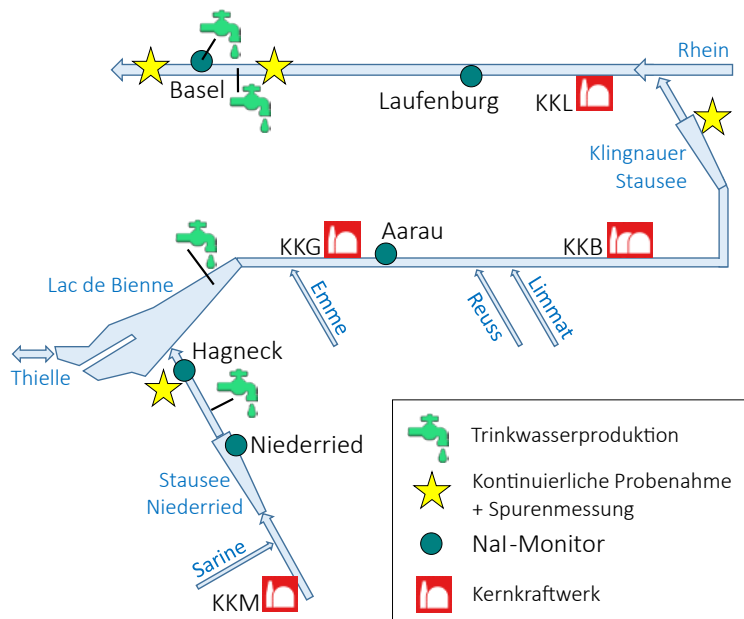 Rhein
Basel
Laufenburg
KKL
Klingnauer
Stausee
Aarau
KKG
KKB
Lac de Bienne
Emme
Reuss
Limmat
Thielle
Hagneck
Niederried
Stausee
Niederried
Sarine
KKM
Trinkwasserproduktion
Kontinuierliche Probenahme
+ Spurenmessung
NaI-Monitor
Kernkraftwerk